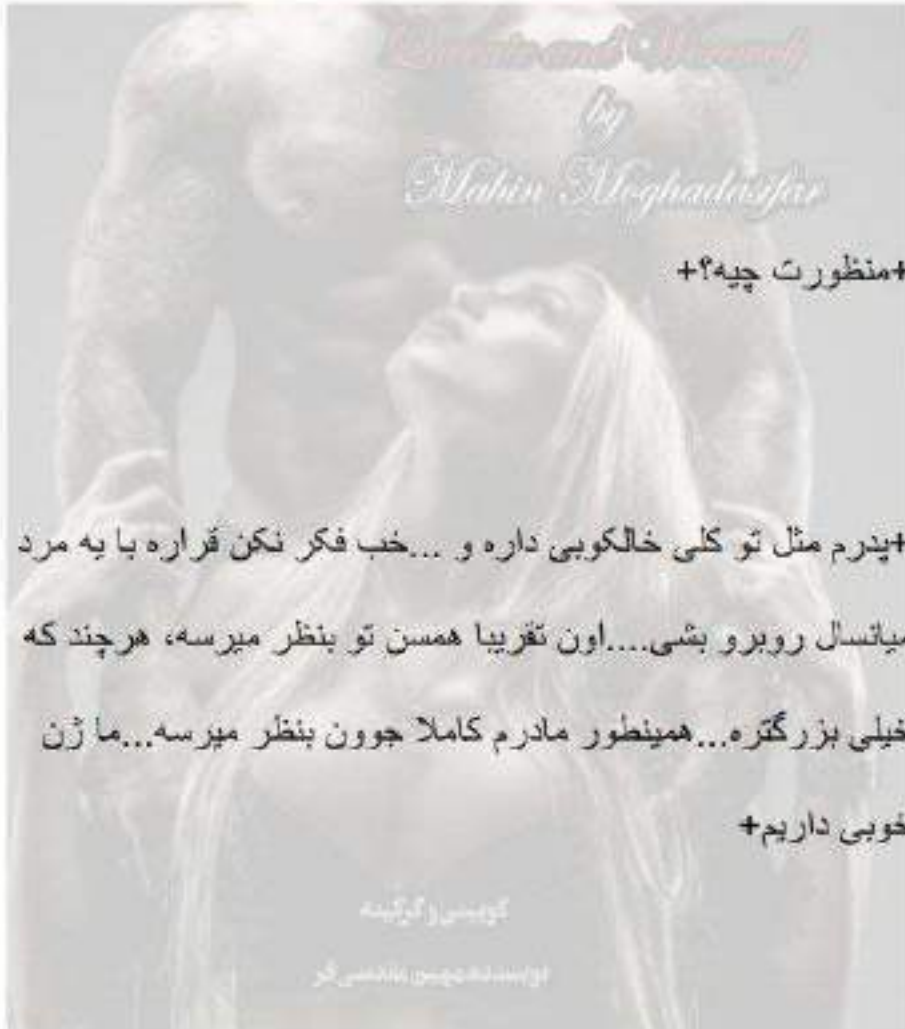 and
by
Mahin Moghadasifar
+منظورت چیه؟+
+پدرم مثل تو کلی خالکوبی داره و ...خب فکر نکن قراره با یه مرد
میانسال روبرو بشی....اون تقریبا همسن تو بنظر میرسه، هرچند که
خیلی بزرگتره...همینطور مادرم کاملا جوون بنظر میرسه...ما ژن
خوبی داریم+